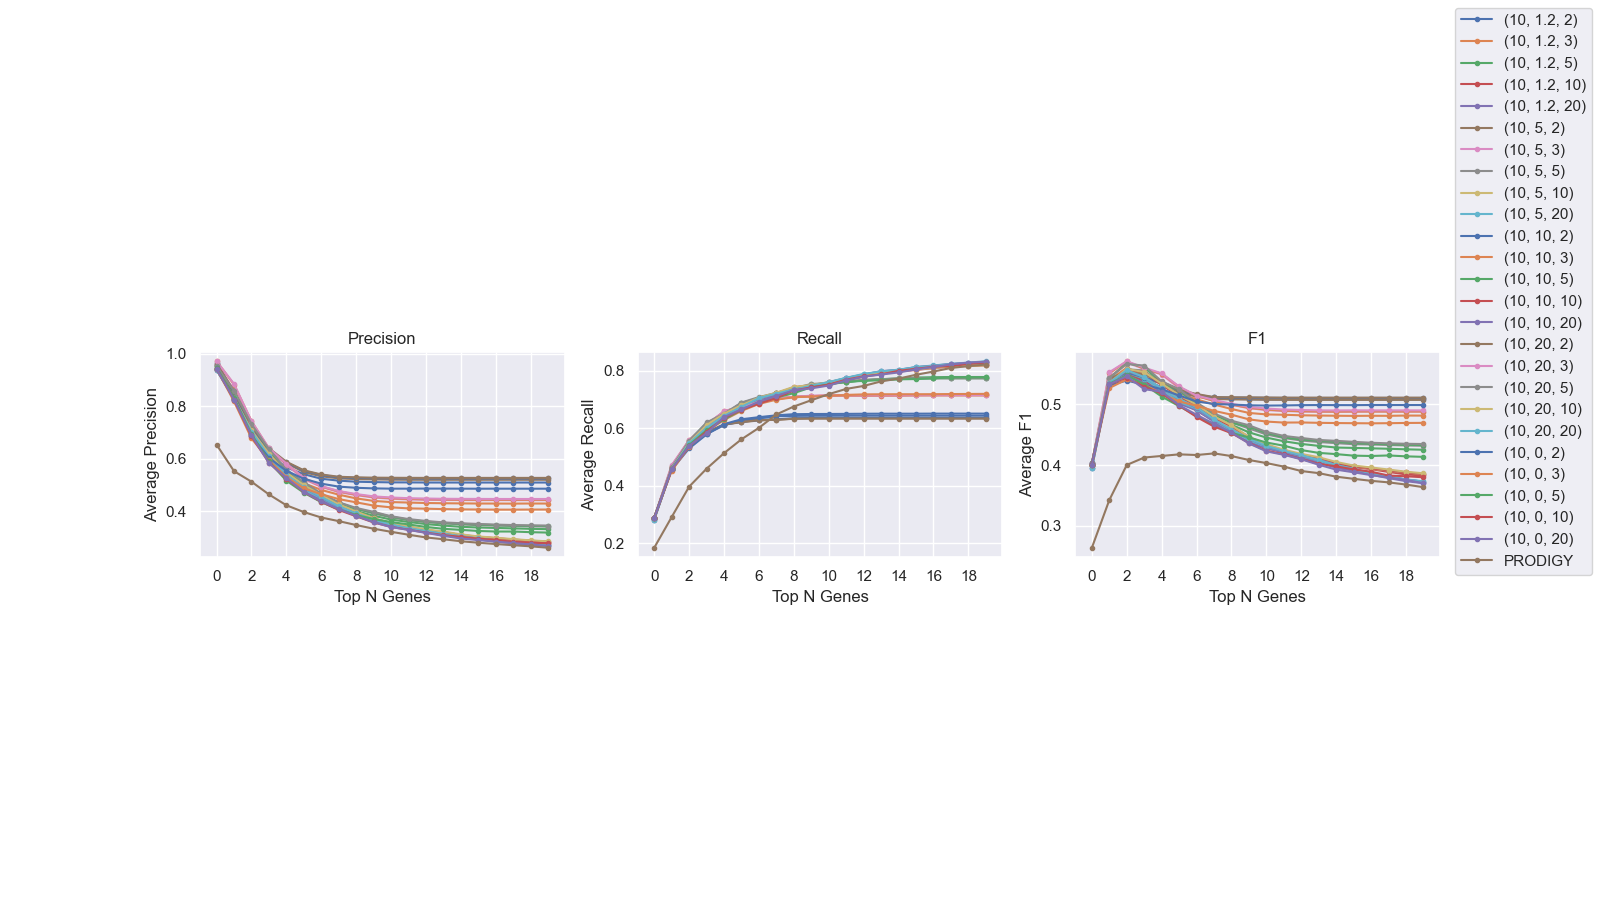 Precision
Average Precision
1.0
0.8
0.6
0.4
0 2 4 6 8 10 12 14 16 18
Top N Genes
Recall
Average Recall
0.8
0.6
0.4
0.2
0 2 4 6 8 10 12 14 16 18
Top N Genes
F1
Average F1
0.5
0.4
0.3
0 2 4 6 8 10 12 14 16 18
Top N Genes
(10, 1.2, 2)
(10, 1.2, 3)
(10, 1.2, 5)
(10, 1.2, 10)
(10, 1.2, 20)
(10, 5, 2)
(10, 5, 3)
(10, 5, 5)
(10, 5, 10)
(10, 5, 20)
(10, 10, 2)
(10, 10, 3)
(10, 10, 5)
(10, 10, 10)
(10, 10, 20)
(10, 20, 2)
(10, 20, 3)
(10, 20, 5)
(10, 20, 10)
(10, 20, 20)
(10, 0, 2)
(10, 0, 3)
(10, 0, 5)
(10, 0, 10)
(10, 0, 20)
PRODIGY